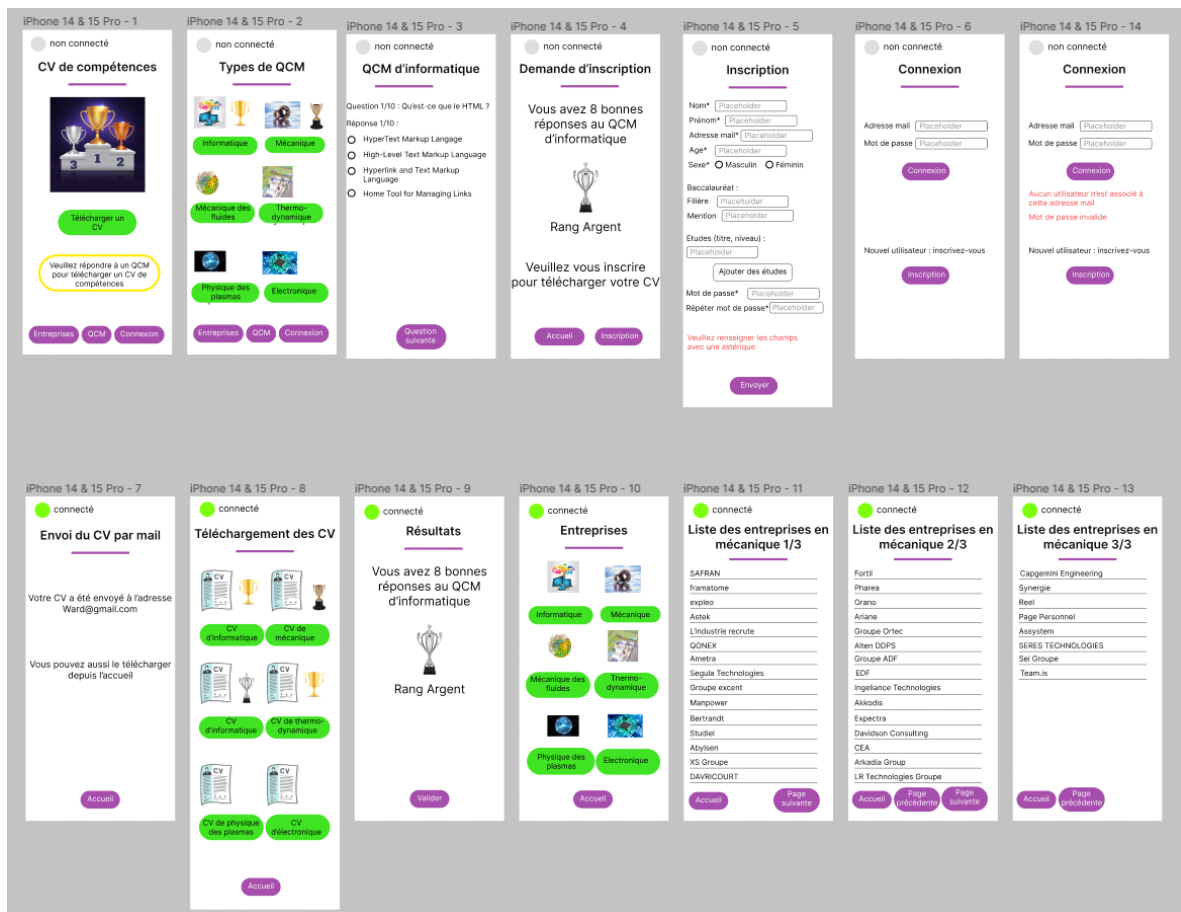 iPhone 14 & 15 Pro - 1
non connecté
CV de compétences
3 1 2
Télécharger un
CV
Veuillez répondre à un QCM
pour télécharger un CV de
compétences
Entreprises QCM Connexion
iPhone 14 & 15 Pro - 2
non connecté
Types de QCM
Informatique Mécanique
Mécanique des
fluides
Thermo-
dynamique
Physique des
plasmas
Electronique
Entreprises QCM Connexion
iPhone 14 & 15 Pro - 3
non connecté
QCM d'informatique
Question 1/10 : Qu'est-ce que le HTML ?
Réponse 1/10 :
HyperText Markup Langage
High-Level Text Markup Language
Hyperlink and Text Markup
Language
Home Tool for Managing Links
Question
suivante
iPhone 14 & 15 Pro - 4
non connecté
Demande d'inscription
Vous avez 8 bonnes
réponses au QCM
d'informatique
Rang Argent
Veuillez vous inscrire
pour télécharger votre CV
Accueil Inscription
iPhone 14 & 15 Pro - 5
non connecté
Inscription
Nom* Placeholder
Prénom* Placeholder
Adresse mail* Placeholder
Age* Placeholder
Sexe* Masculin Féminin
Baccalauréat :
Filière Placeholder
Mention Placeholder
Etudes (titre, niveau) :
Placeholder
Ajouter des études
Mot de passe* Placeholder
Répéter mot de passe* Placeholder
Veuillez renseigner les champs
avec une astérique
Envoyer
iPhone 14 & 15 Pro - 6
non connecté
Connexion
Adresse mail Placeholder
Mot de passe Placeholder
Connexion
Nouvel utilisateur : inscrivez-vous
Inscription
iPhone 14 & 15 Pro - 14
non connecté
Connexion
Adresse mail Placeholder
Mot de passe Placeholder
Connexion
Aucun utilisateur n'est associé à
cette adresse mail
Mot de passe invalide
Nouvel utilisateur : inscrivez-vous
Inscription
iPhone 14 & 15 Pro - 7
connecté
Envoi du CV par mail
Votre CV a été envoyé à l'adresse
Ward@gmail.com
Vous pouvez aussi le télécharger
depuis l'accueil
Accueil
iPhone 14 & 15 Pro - 8
connecté
Téléchargement des CV
CV CV
CV
d'informatique
CV de
mécanique
CV CV
CV
d'informatique
CV de thermo-
dynamique
CV CV
CV de physique
des plasmas
CV
d'électronique
Accueil
iPhone 14 & 15 Pro - 9
connecté
Résultats
Vous avez 8 bonnes
réponses au QCM
d'informatique
Rang Argent
Valider
iPhone 14 & 15 Pro - 10
connecté
Entreprises
Informatique Mécanique
Mécanique des
fluides
Thermo-
dynamique
Physique des
plasmas
Electronique
Accueil
iPhone 14 & 15 Pro - 11
connecté
Liste des entreprises en
mécanique 1/3
SAFRAN
framatome
expleo
Astek
L'industrie recrute
QONEX
Ametra
Segula Technologies
Groupe excent
Manpower
Bertrandt
Studiel
Abylsen
XS Groupe
DAVRICOURT
Accueil
Page
suivante
iPhone 14 & 15 Pro - 12
connecté
Liste des entreprises en
mécanique 2/3
Fortil
Pharea
Orano
Ariane
Groupe Ortec
Alten DDPS
Groupe ADF
EDF
Ingeliance Technologies
Akkodis
Expectra
Davidson Consulting
CEA
Arkadia Group
LR Technologies Groupe
Accueil
Page
précédente
Page
suivante
iPhone 14 & 15 Pro - 13
connecté
Liste des entreprises en
mécanique 3/3
Capgemini Engineering
Synergie
Reel
Page Personnel
Assystem
SERES TECHNOLOGIES
Sei Groupe
Team.is
Accueil
Page
précédente